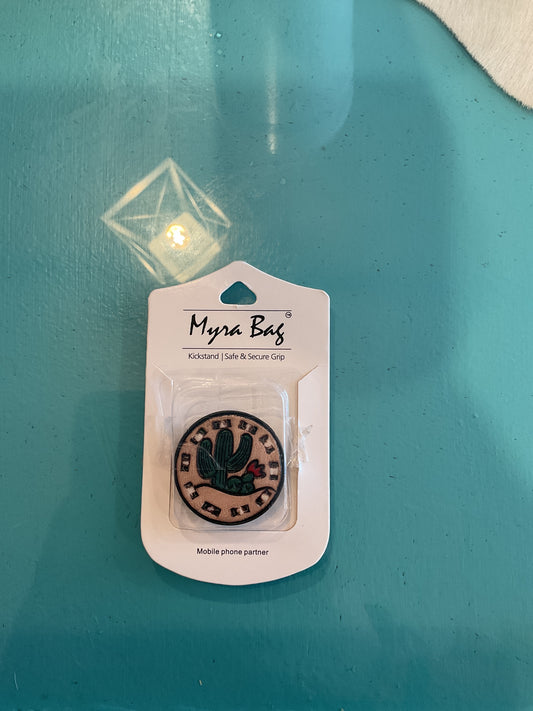 Myra Bag
Kickstand | Safe & Secure Grip
Mobile phone partner